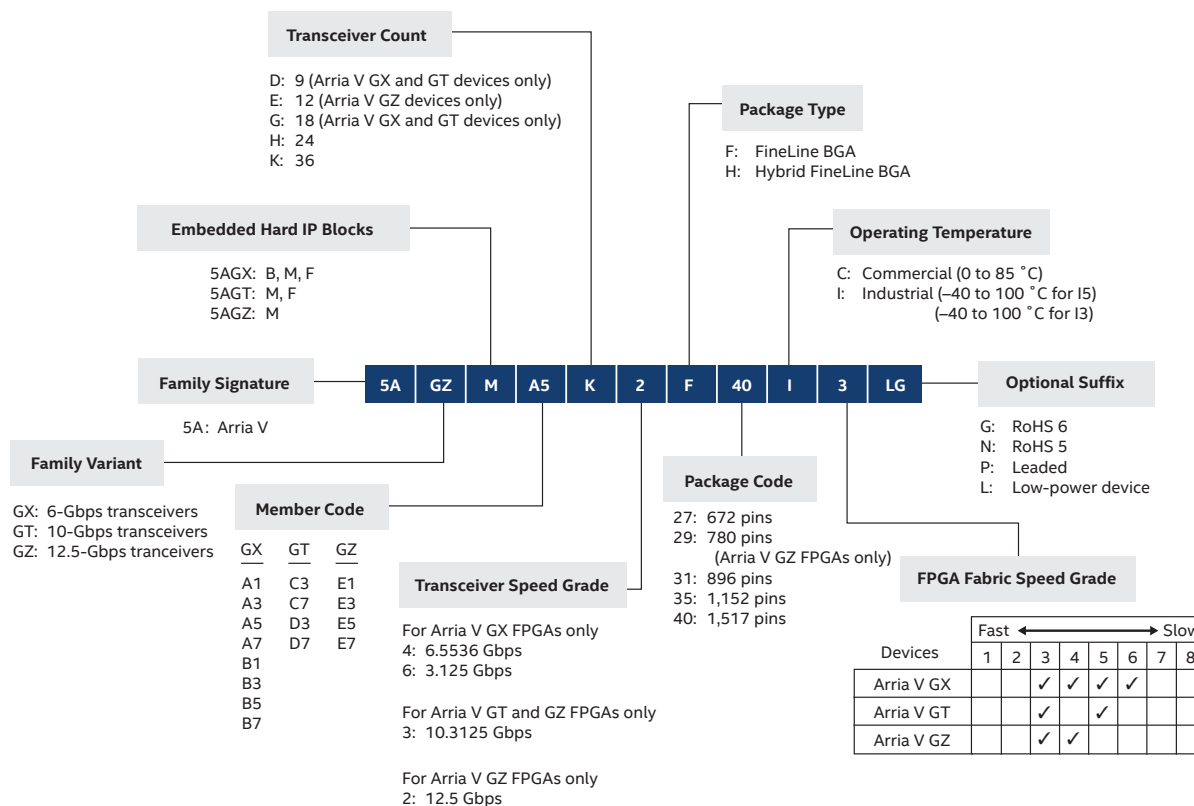 Transceiver Count
D: 9 (Arria V GX and GT devices only)
E: 12 (Arria V GZ devices only)
G: 18 (Arria V GX and GT devices only)
H: 24
K: 36
Package Type
F: FineLine BGA
H: Hybrid FineLine BGA
Embedded Hard IP Blocks
5AGX: B, M, F
5AGT: M, F
5AGZ: M
Operating Temperature
C: Commercial (0 to 85 ˚C)
I: Industrial (–40 to 100 ˚C for I5)
(–40 to 100 ˚C for I3)
Family Signature
5A: Arria V
5A GZ M A5 K 2 F 40 I 3 LG
Optional Suffix
G: RoHS 6
N: RoHS 5
P: Leaded
L: Low-power device
Family Variant
GX: 6-Gbps transceivers
GT: 10-Gbps transceivers
GZ: 12.5-Gbps tranceivers
Member Code
GX GT GZ
A1 C3 E1
A3 C7 E3
A5 D3 E5
A7 D7 E7
B1
B3
B5
B7
Transceiver Speed Grade
For Arria V GX FPGAs only
4: 6.5536 Gbps
6: 3.125 Gbps
For Arria V GT and GZ FPGAs only
3: 10.3125 Gbps
For Arria V GZ FPGAs only
2: 12.5 Gbps
Package Code
27: 672 pins
29: 780 pins
(Arria V GZ FPGAs only)
31: 896 pins
35: 1,152 pins
40: 1,517 pins
FPGA Fabric Speed Grade
Fast Slow
Devices 1 2 3 4 5 6 7 8
Arria V GX ✓ ✓ ✓ ✓
Arria V GT ✓ ✓
Arria V GZ ✓ ✓